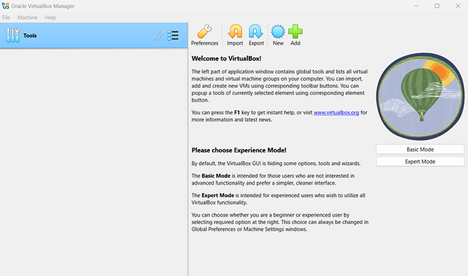 Oracle VirtualBox Manager
File Machine Help
Tools
Preferences Import Export New Add
Welcome to VirtualBox!
The left part of application window contains global tools and lists all virtual
machines and virtual machine groups on your computer. You can import,
add and create new VMs using corresponding toolbar buttons. You can
popup a tools of currently selected element using corresponding element
button.
You can press the F1 key to get instant help, or visit www.virtualbox.org for
more information and latest news.
Please choose Experience Mode!
By default, the VirtualBox GUI is hiding some options, tools and wizards.
The Basic Mode is intended for those users who are not interested in
advanced functionality and prefer a simpler, cleaner interface.
The Expert Mode is intended for experienced users who wish to utilize all
VirtualBox functionality.
You can choose whether you are a beginner or experienced user by
selecting required option at the right. This choice can always be changed in
Global Preferences or Machine Settings windows.
Basic Mode
Expert Mode